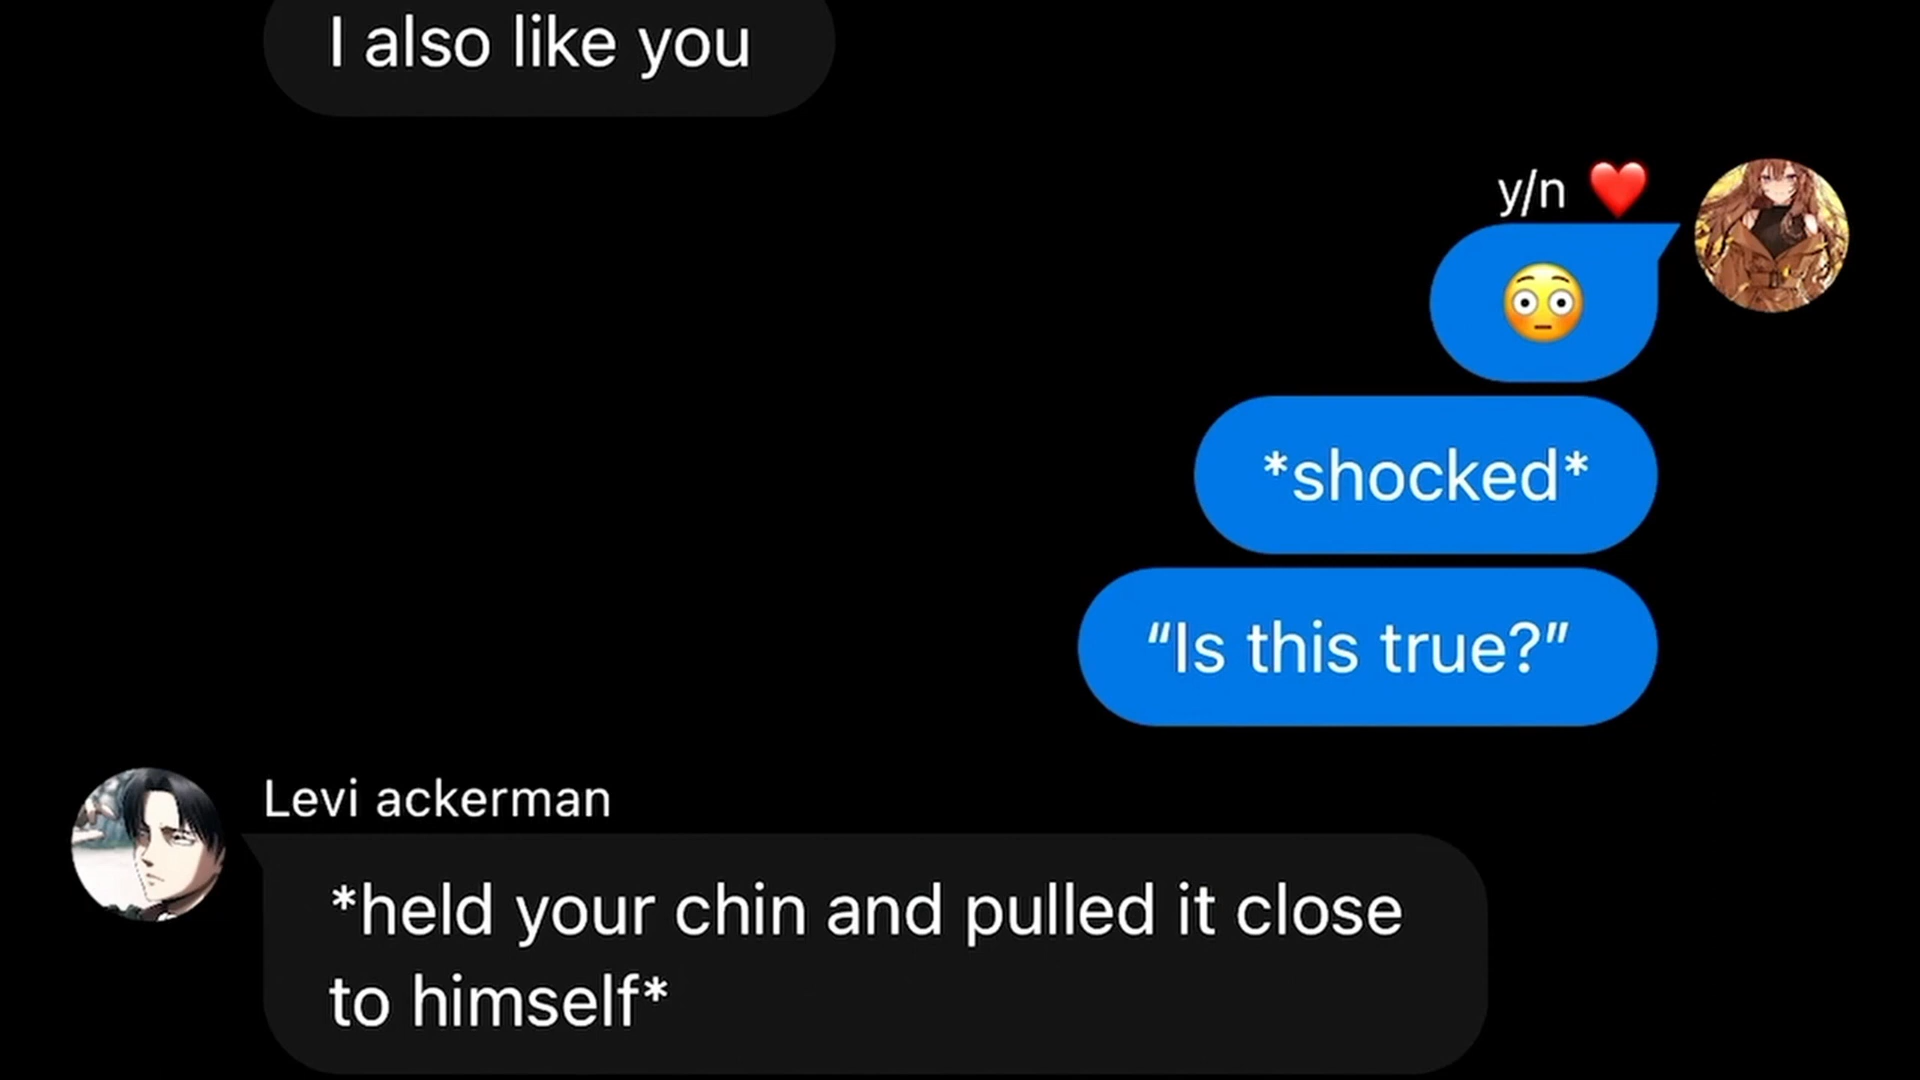 I also like you
y/n ❤️
😳
*shocked*
“Is this true?”
Levi ackerman
*held your chin and pulled it close
to himself*